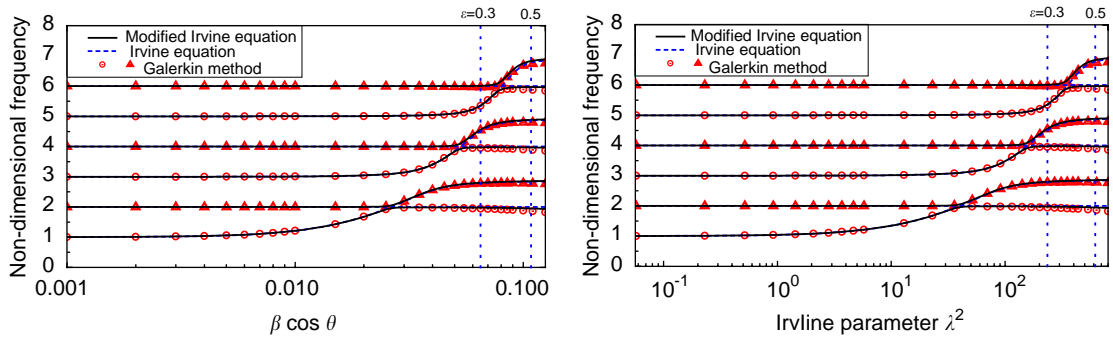 ε=0.3 0.5
8
7
6
5
4
3
2
1
0
Non-dimensional frequency
Modified Irvine equation
Irvine equation
Galerkin method
0.001 0.010 0.100
β cos θ
ε=0.3 0.5
8
7
6
5
4
3
2
1
0
Non-dimensional frequency
Modified Irvine equation
Irvine equation
Galerkin method
10⁻¹ 10⁰ 10¹ 10² 10³
Irvline parameter λ²